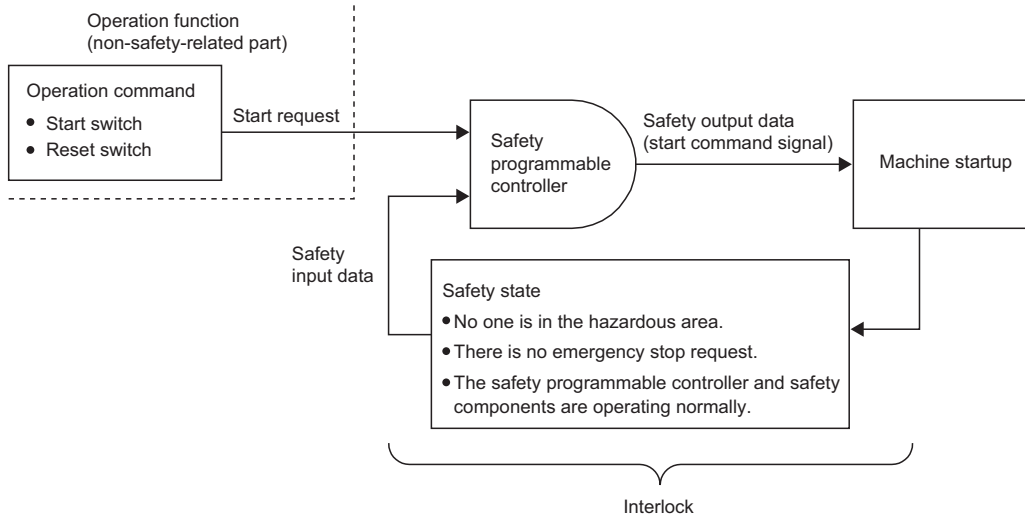 Operation function
(non-safety-related part)
Operation command
• Start switch
• Reset switch
Start request
Safety
programmable
controller
Safety output data
(start command signal)
Machine startup
Safety
input data
Safety state
• No one is in the hazardous area.
• There is no emergency stop request.
• The safety programmable controller and safety
components are operating normally.
Interlock